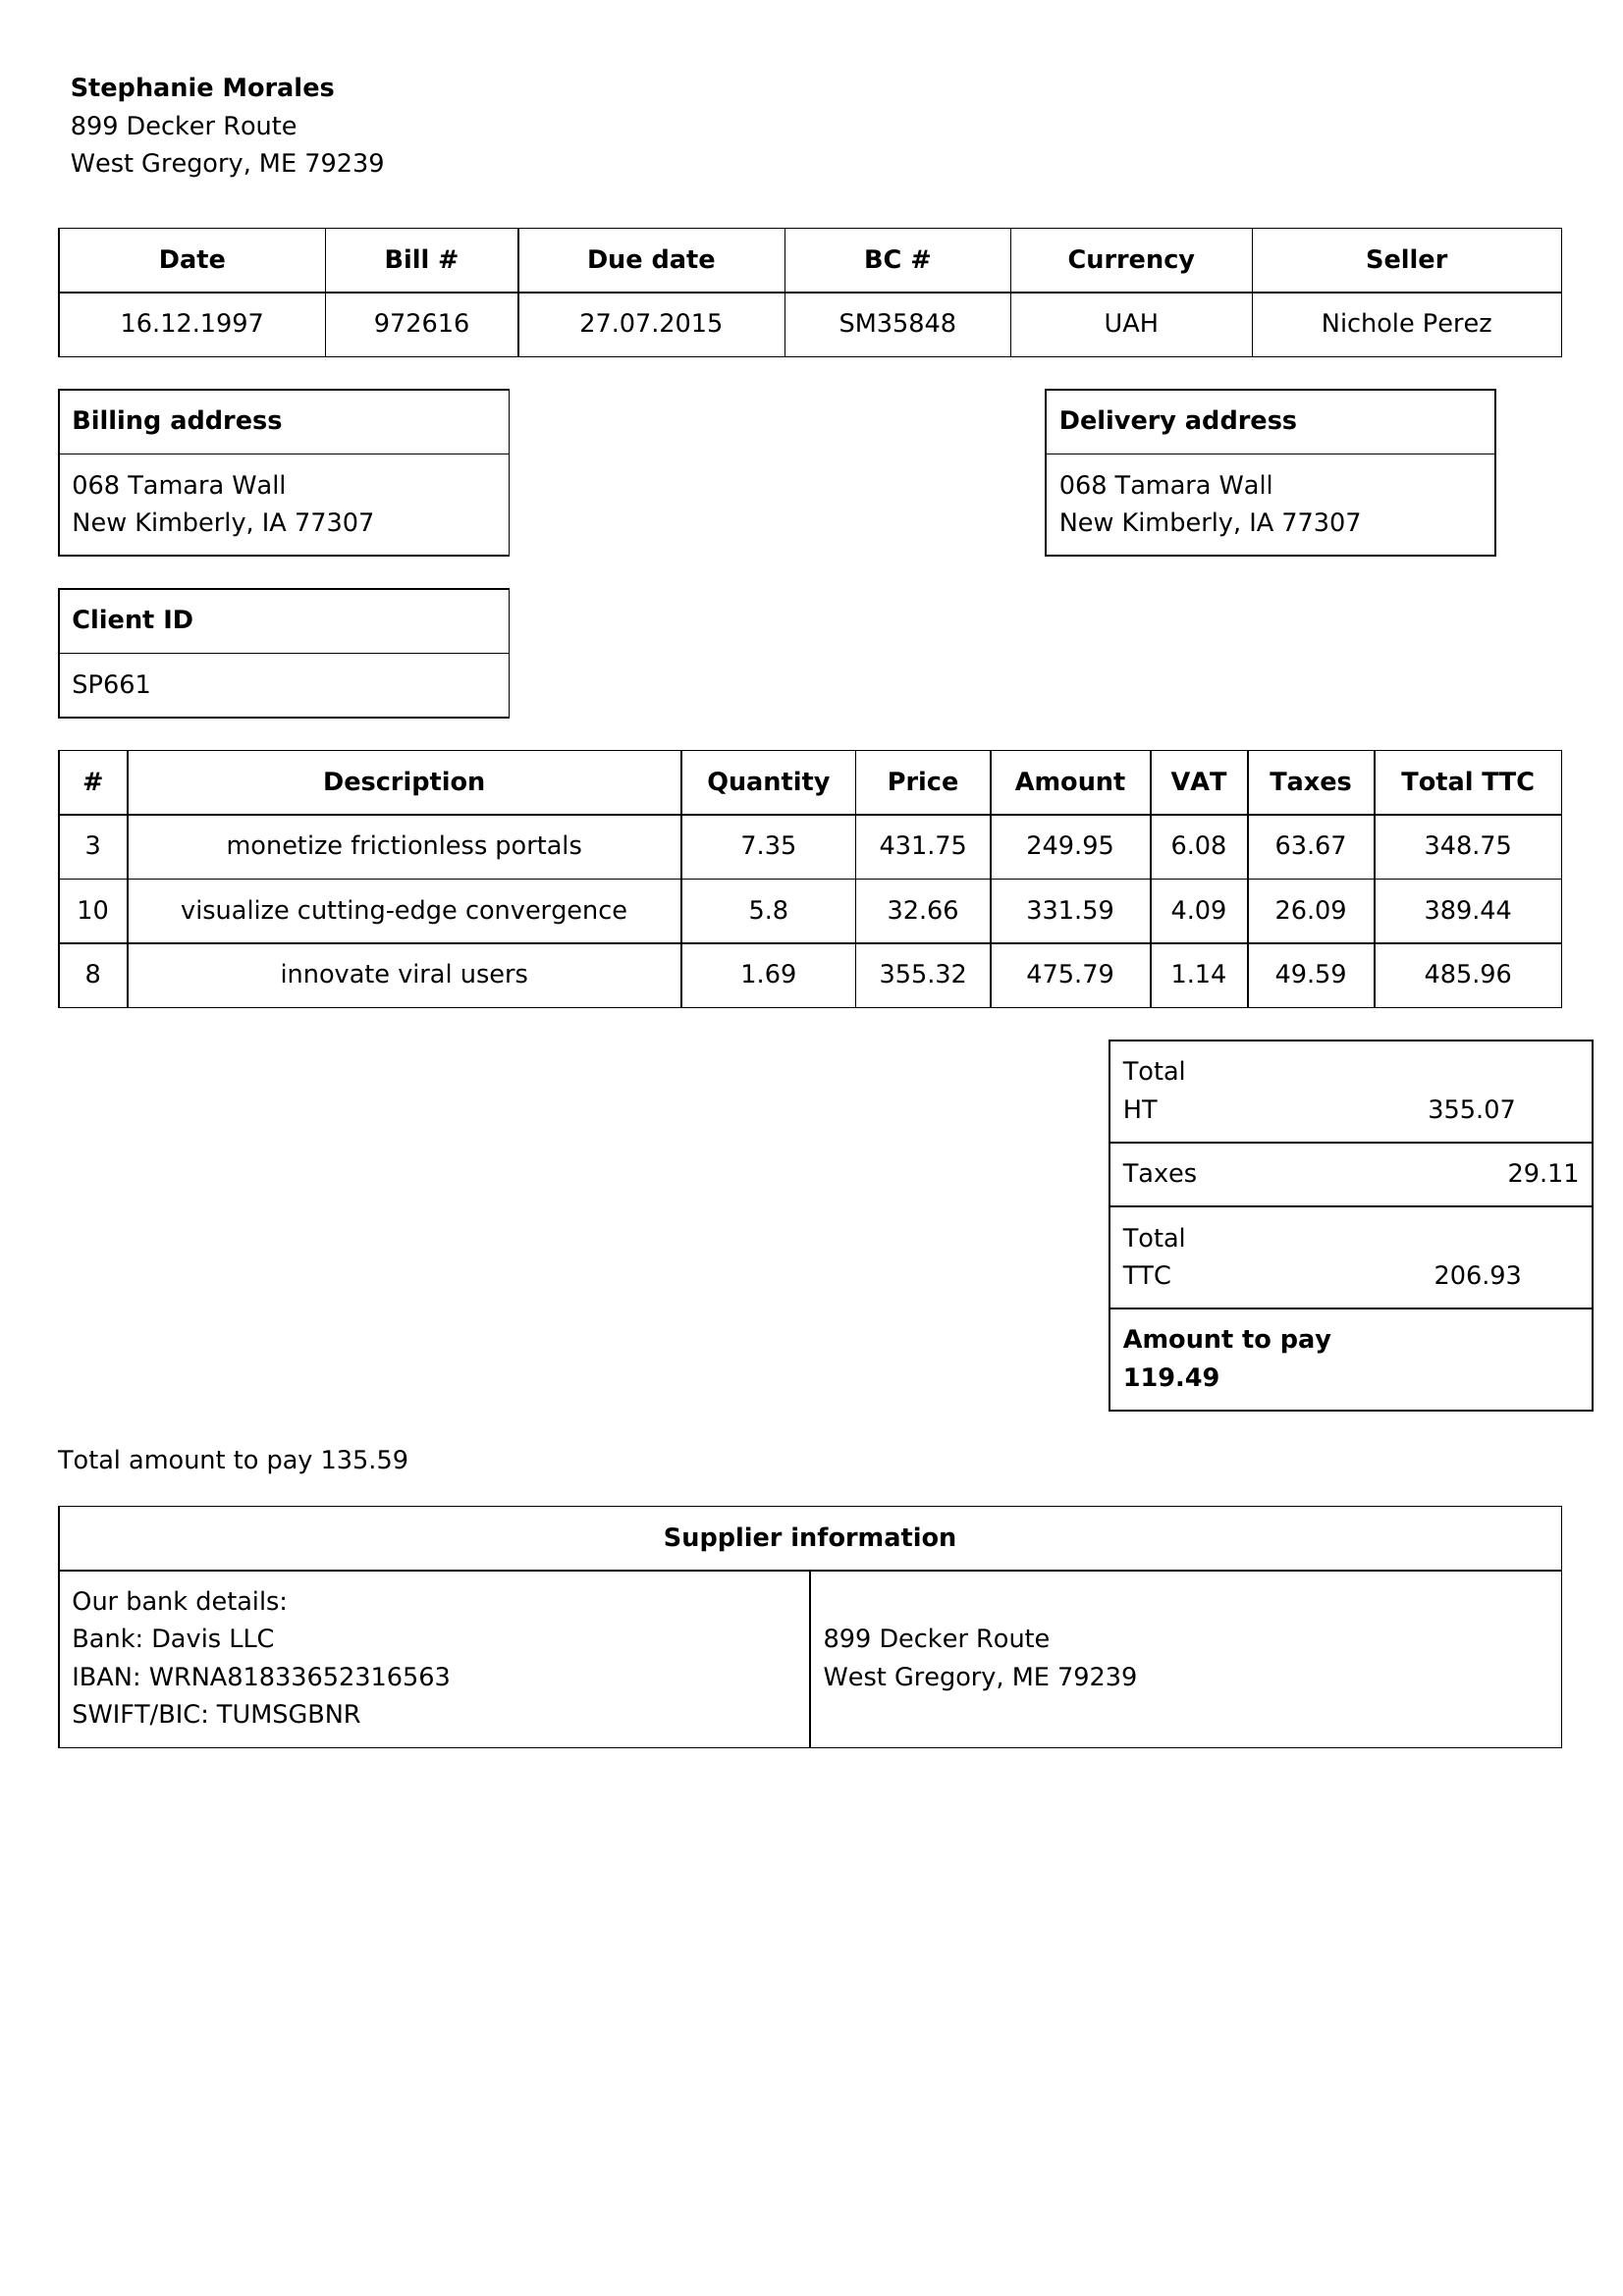 Stephanie Morales
899 Decker Route
West Gregory, ME 79239
Date Bill # Due date BC # Currency Seller
16.12.1997 972616 27.07.2015 SM35848 UAH Nichole Perez
Billing address
068 Tamara Wall
New Kimberly, IA 77307
Delivery address
068 Tamara Wall
New Kimberly, IA 77307
Client ID
SP661
# Description Quantity Price Amount VAT Taxes Total TTC
3 monetize frictionless portals 7.35 431.75 249.95 6.08 63.67 348.75
10 visualize cutting-edge convergence 5.8 32.66 331.59 4.09 26.09 389.44
8 innovate viral users 1.69 355.32 475.79 1.14 49.59 485.96
Total
HT 355.07
Taxes 29.11
Total
TTC 206.93
Amount to pay
119.49
Total amount to pay 135.59
Supplier information
Our bank details:
Bank: Davis LLC
IBAN: WRNA81833652316563
SWIFT/BIC: TUMSGBNR
899 Decker Route
West Gregory, ME 79239